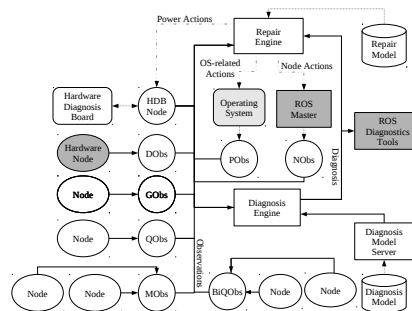 Power Actions
Repair
Engine
Repair
Model
OS-related
Actions
Node Actions
Hardware
Diagnosis
Board
HDB
Node
Operating
System
ROS
Master
ROS
Diagnostics
Tools
Hardware
Node
DObs
PObs
NObs
Diagnosis
Node
GObs
Diagnosis
Engine
Node
QObs
Observations
Diagnosis
Model
Server
Node
Node
MObs
BiQObs
Node
Node
Diagnosis
Model